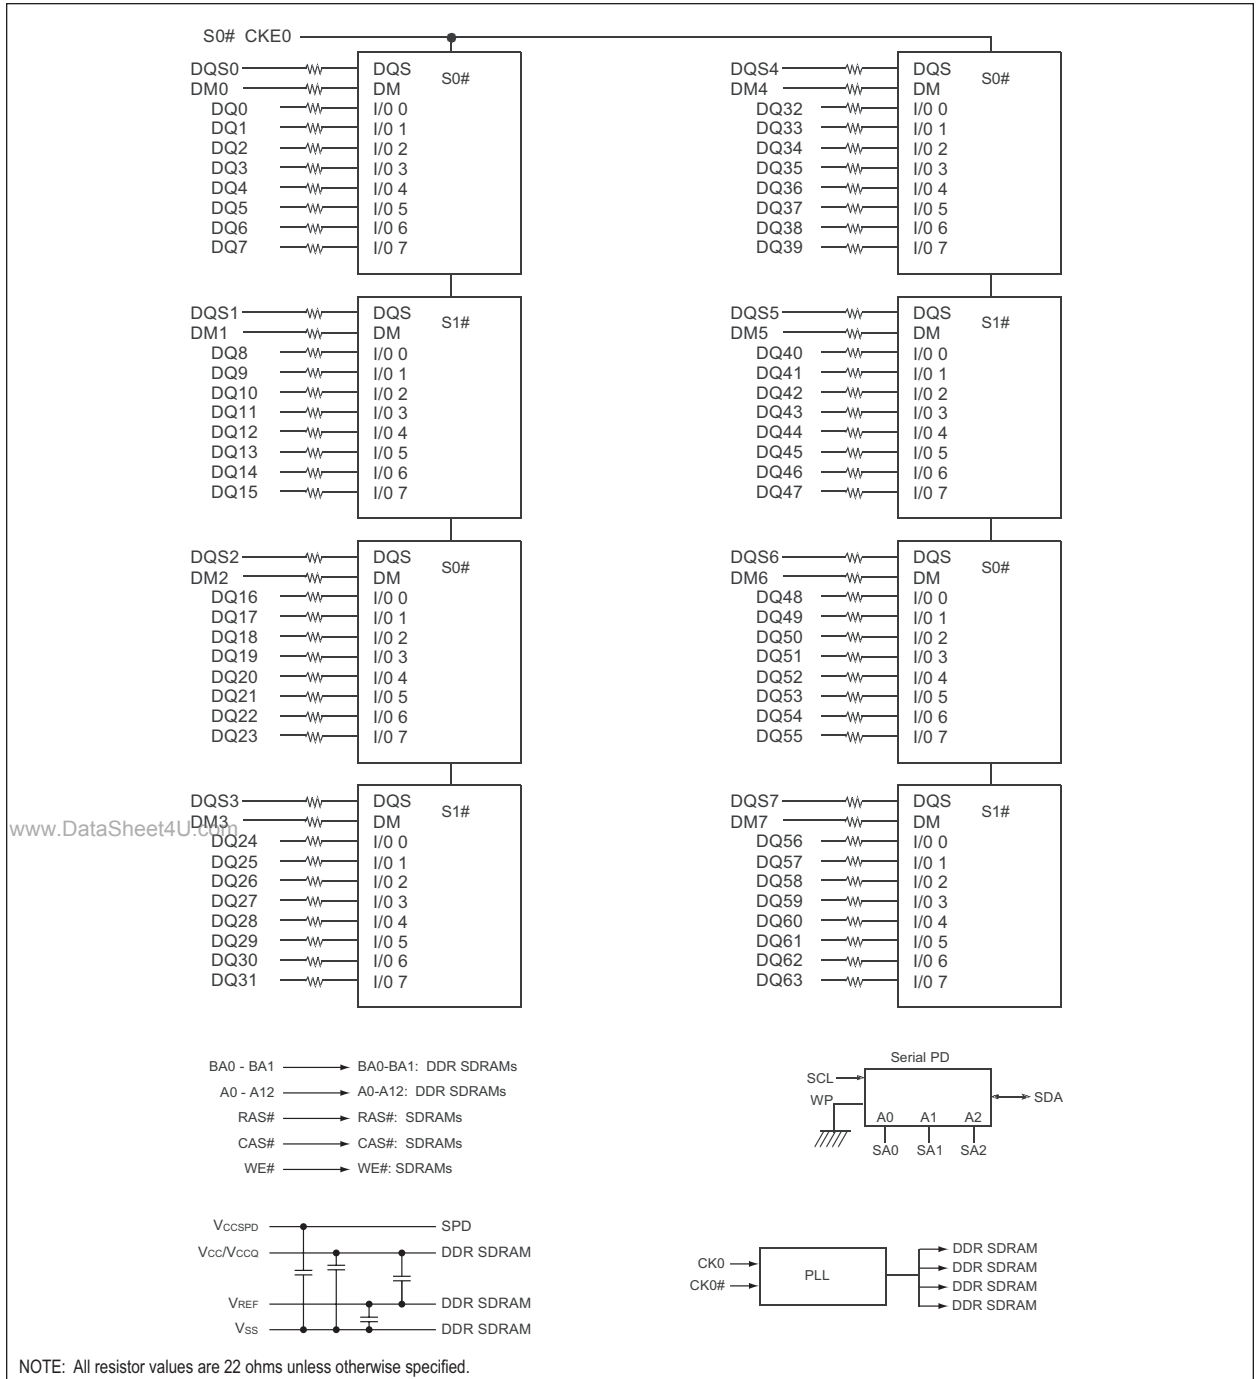 S0# CKE0
DQS0 DQS S0#
DM0 DM
DQ0 I/0 0
DQ1 I/0 1
DQ2 I/0 2
DQ3 I/0 3
DQ4 I/0 4
DQ5 I/0 5
DQ6 I/0 6
DQ7 I/0 7
DQS1 DQS S1#
DM1 DM
DQ8 I/0 0
DQ9 I/0 1
DQ10 I/0 2
DQ11 I/0 3
DQ12 I/0 4
DQ13 I/0 5
DQ14 I/0 6
DQ15 I/0 7
DQS2 DQS S0#
DM2 DM
DQ16 I/0 0
DQ17 I/0 1
DQ18 I/0 2
DQ19 I/0 3
DQ20 I/0 4
DQ21 I/0 5
DQ22 I/0 6
DQ23 I/0 7
DQS3 DQS S1#
DM3 DM
www.DataSheet4U.com
DQ24 I/0 0
DQ25 I/0 1
DQ26 I/0 2
DQ27 I/0 3
DQ28 I/0 4
DQ29 I/0 5
DQ30 I/0 6
DQ31 I/0 7
DQS4 DQS S0#
DM4 DM
DQ32 I/0 0
DQ33 I/0 1
DQ34 I/0 2
DQ35 I/0 3
DQ36 I/0 4
DQ37 I/0 5
DQ38 I/0 6
DQ39 I/0 7
DQS5 DQS S1#
DM5 DM
DQ40 I/0 0
DQ41 I/0 1
DQ42 I/0 2
DQ43 I/0 3
DQ44 I/0 4
DQ45 I/0 5
DQ46 I/0 6
DQ47 I/0 7
DQS6 DQS S0#
DM6 DM
DQ48 I/0 0
DQ49 I/0 1
DQ50 I/0 2
DQ51 I/0 3
DQ52 I/0 4
DQ53 I/0 5
DQ54 I/0 6
DQ55 I/0 7
DQS7 DQS S1#
DM7 DM
DQ56 I/0 0
DQ57 I/0 1
DQ58 I/0 2
DQ59 I/0 3
DQ60 I/0 4
DQ61 I/0 5
DQ62 I/0 6
DQ63 I/0 7
BA0 - BA1 BA0-BA1: DDR SDRAMs
A0 - A12 A0-A12: DDR SDRAMs
RAS# RAS#: SDRAMs
CAS# CAS#: SDRAMs
WE# WE#: SDRAMs
Serial PD
SCL
WP SDA
A0 A1 A2
SA0 SA1 SA2
VCCSPD SPD
VCC/VCCQ DDR SDRAM
VREF DDR SDRAM
VSS DDR SDRAM
CK0
CK0#
PLL
DDR SDRAM
DDR SDRAM
DDR SDRAM
DDR SDRAM
NOTE: All resistor values are 22 ohms unless otherwise specified.